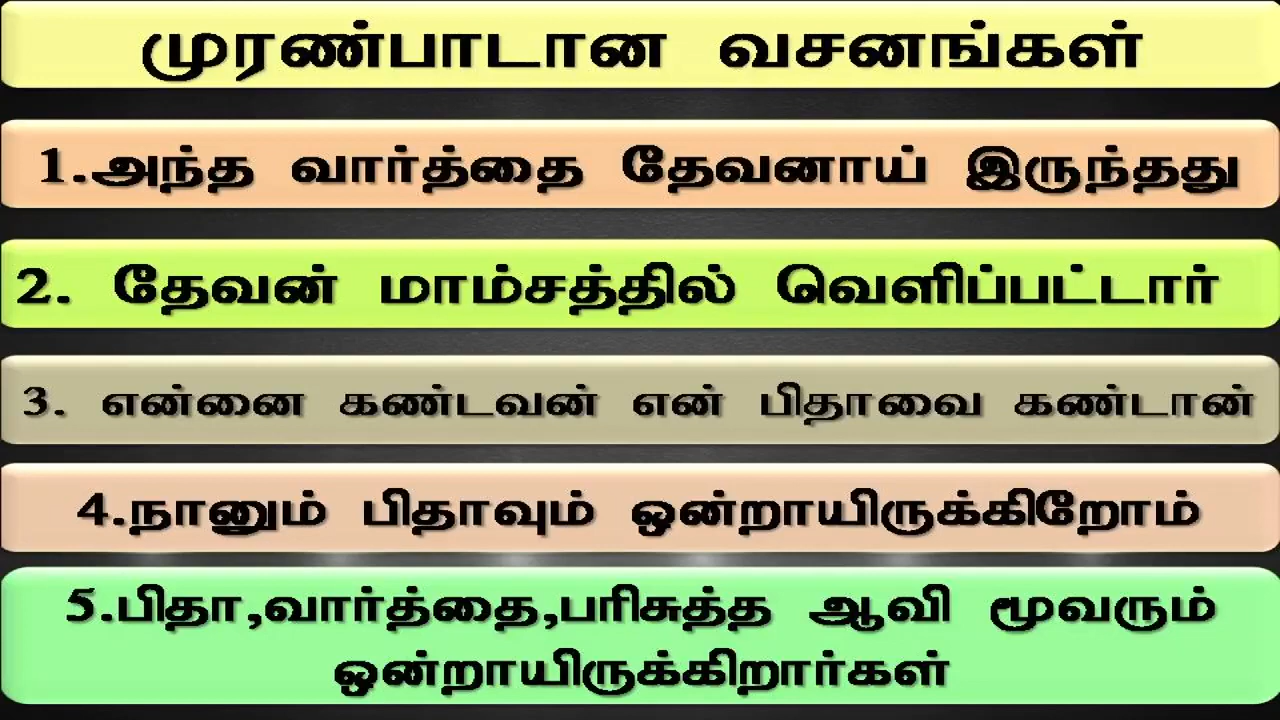 முரண்பாடான வசனங்கள்
1.அந்த வார்த்தை தேவனாய் இருந்தது
2. தேவன் மாம்சத்தில் வெளிப்பட்டார்
3. என்னை கண்டவன் என் பிதாவை கண்டான்
4.நானும் பிதாவும் ஒன்றாயிருக்கிறோம்
5.பிதா,வார்த்தை,பரிசுத்த ஆவி மூவரும்
ஒன்றாயிருக்கிறார்கள்